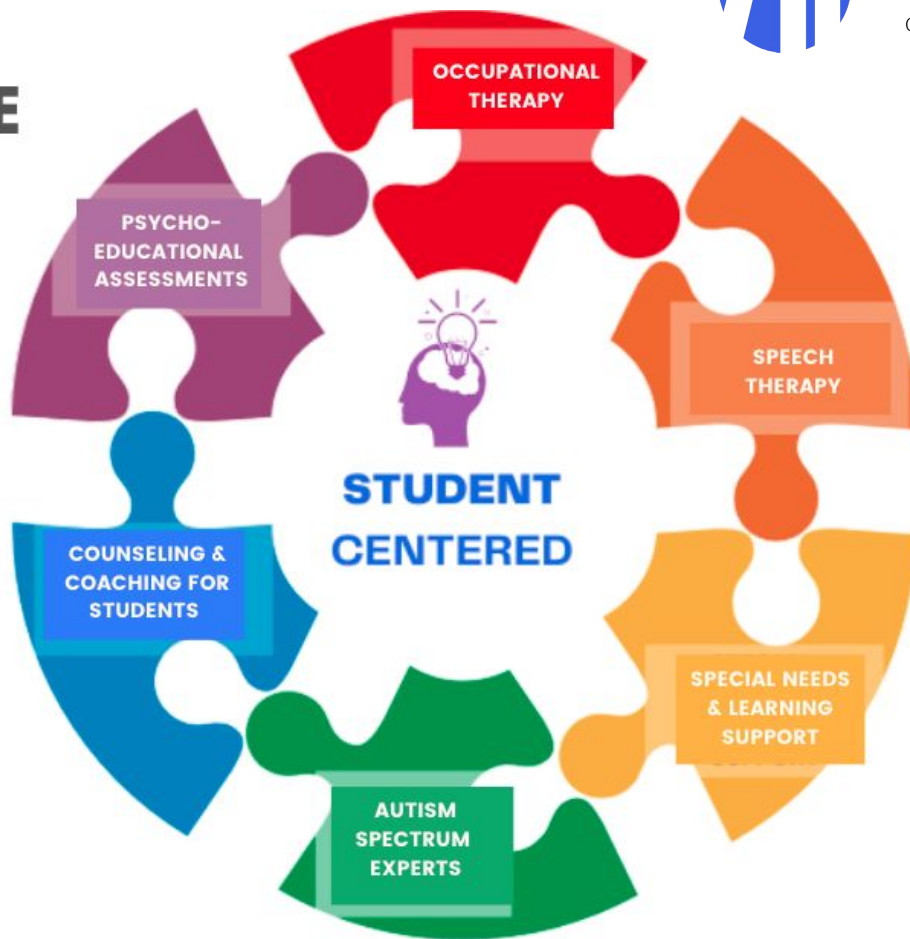 E
C
OCCUPATIONAL
THERAPY
PSYCHO-
EDUCATIONAL
ASSESSMENTS
SPEECH
THERAPY
STUDENT
CENTERED
COUNSELING &
COACHING FOR
STUDENTS
SPECIAL NEEDS
& LEARNING
SUPPORT
AUTISM
SPECTRUM
EXPERTS